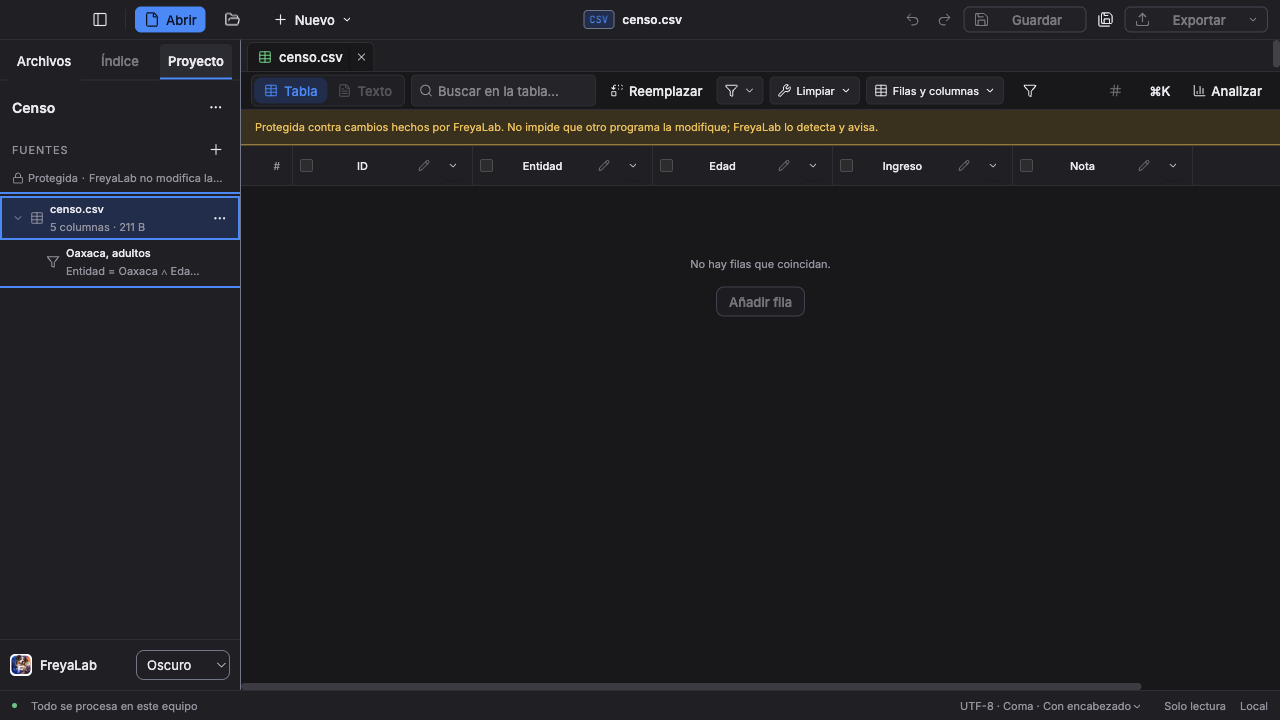 Abrir
Nuevo
CSV censo.csv
Guardar
Exportar
Archivos Índice Proyecto
censo.csv
Tabla Texto Buscar en la tabla... Reemplazar Limpiar Filas y columnas # ⌘K Analizar
Censo
Protegida contra cambios hechos por FreyaLab. No impide que otro programa la modifique; FreyaLab lo detecta y avisa.
FUENTES
Protegida · FreyaLab no modifica la...
# ID Entidad Edad Ingreso Nota
censo.csv
5 columnas · 211 B
Oaxaca, adultos
Entidad = Oaxaca ∧ Eda...
No hay filas que coincidan.
Añadir fila
FreyaLab
Oscuro
Todo se procesa en este equipo
UTF-8 · Coma · Con encabezado
Solo lectura
Local